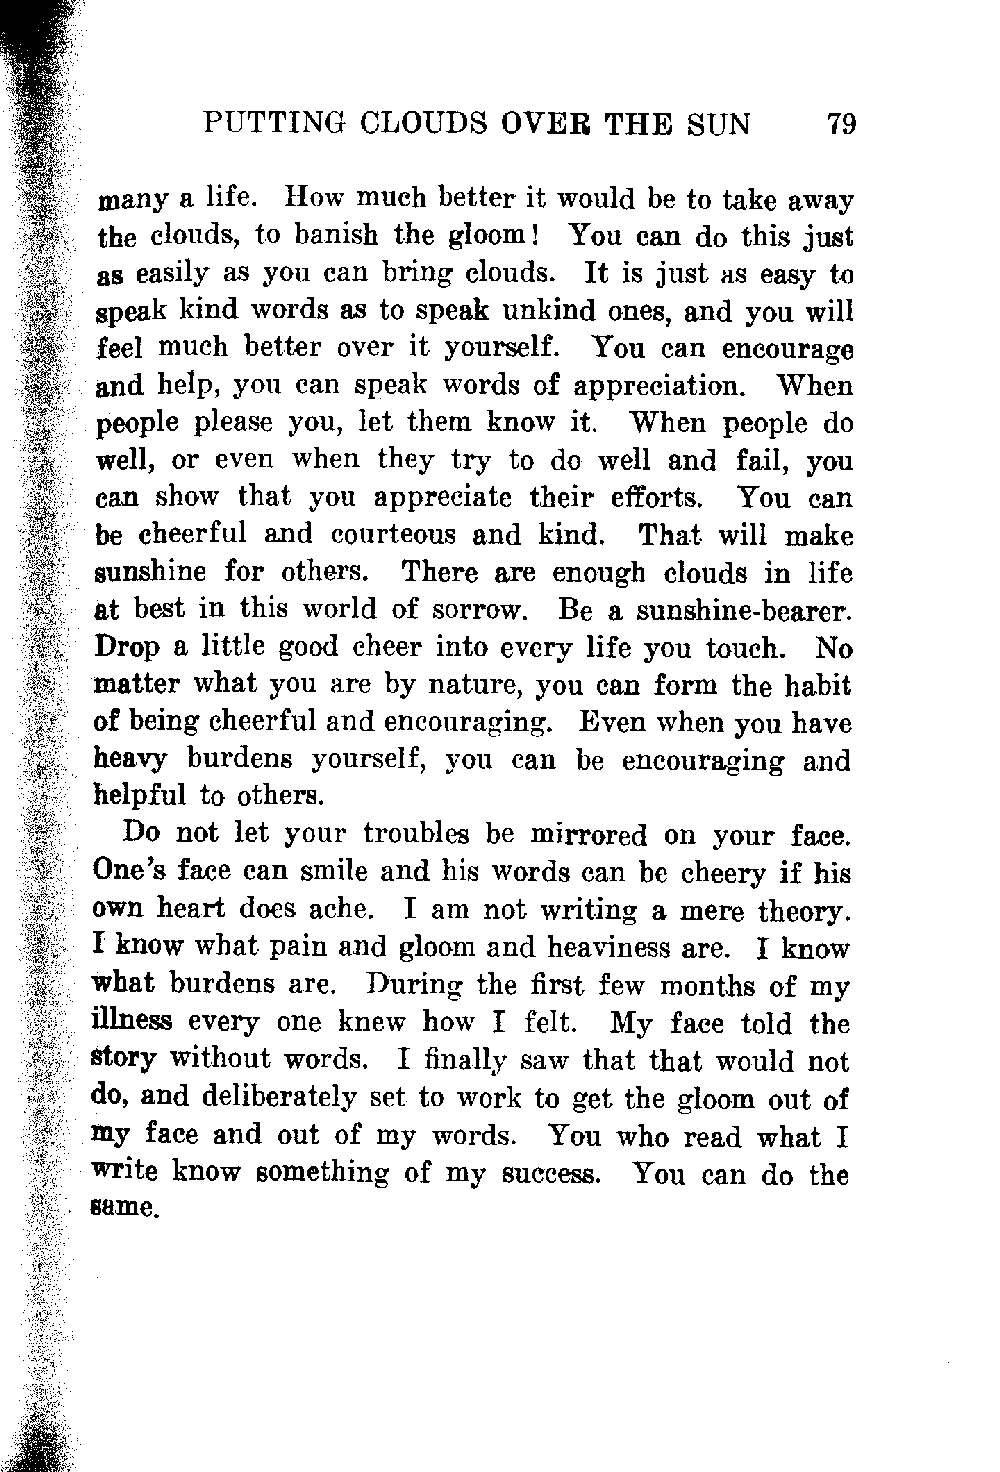 PUTTING CLOUDS OVER THE SUN 79
many a life. How much better it would be to take away
the clouds, to banish the gloom! You can do this just
as easily as you can bring clouds. It is just as easy to
speak kind words as to speak unkind ones, and you will
feel much better over it yourself. You can encourage
and help, you can speak words of appreciation. When
people please you, let them know it. When people do
well, or even when they try to do well and fail, you
can show that you appreciate their efforts. You can
be cheerful and courteous and kind. That will make
sunshine for others. There are enough clouds in life
at best in this world of sorrow. Be a sunshine-bearer.
Drop a little good cheer into every life you touch. No
matter what you are by nature, you can form the habit
of being cheerful and encouraging. Even when you have
heavy burdens yourself, you can be encouraging and
helpful to others.
Do not let your troubles be mirrored on your face.
One's face can smile and his words can be cheery if his
own heart does ache. I am not writing a mere theory.
I know what pain and gloom and heaviness are. I know
what burdens are. During the first few months of my
illness every one knew how I felt. My face told the
story without words. I finally saw that that would not
do, and deliberately set to work to get the gloom out of
my face and out of my words. You who read what I
write know something of my success. You can do the
same.